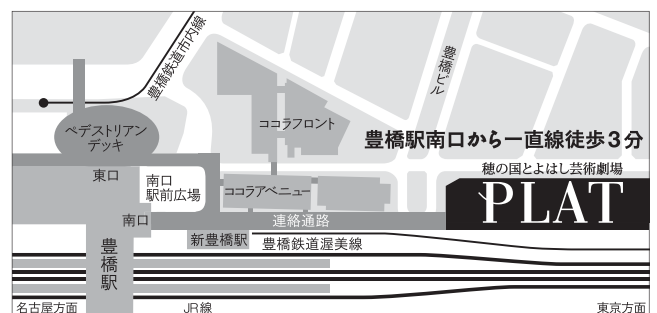 豊橋鉄道市内線
豊橋ビル
ペデストリアン
デッキ
ココラフロント
豊橋駅南口から一直線徒歩3分
穂の国とよはし芸術劇場
PLAT
東口
南口
駅前広場
ココラアベニュー
南口
連絡通路
新豊橋駅
豊橋鉄道渥美線
豊橋駅
名古屋方面
JR線
東京方面